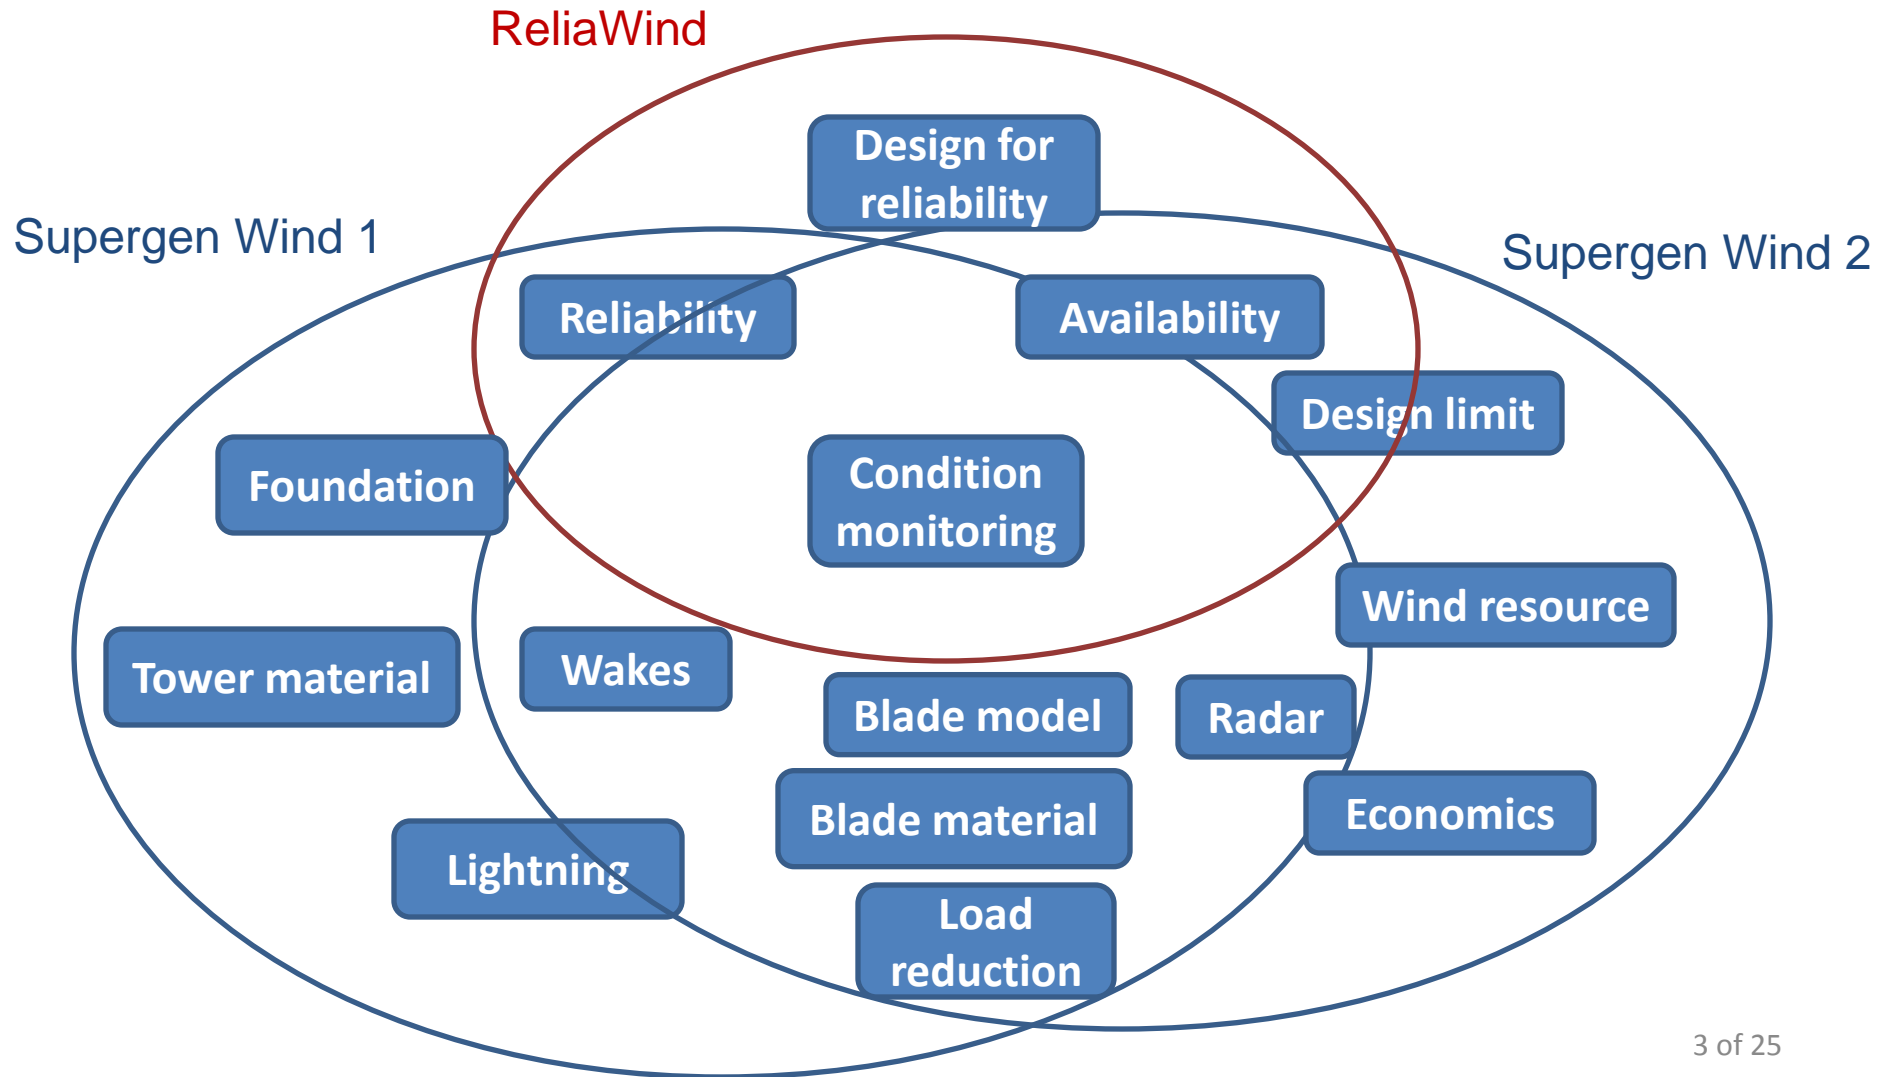 ReliaWind
Design for
reliability
Supergen Wind 1
Supergen Wind 2
Reliability
Availability
Design limit
Foundation
Condition
monitoring
Wind resource
Tower material
Wakes
Blade model
Radar
Blade material
Economics
Lightning
Load
reduction
3 of 25